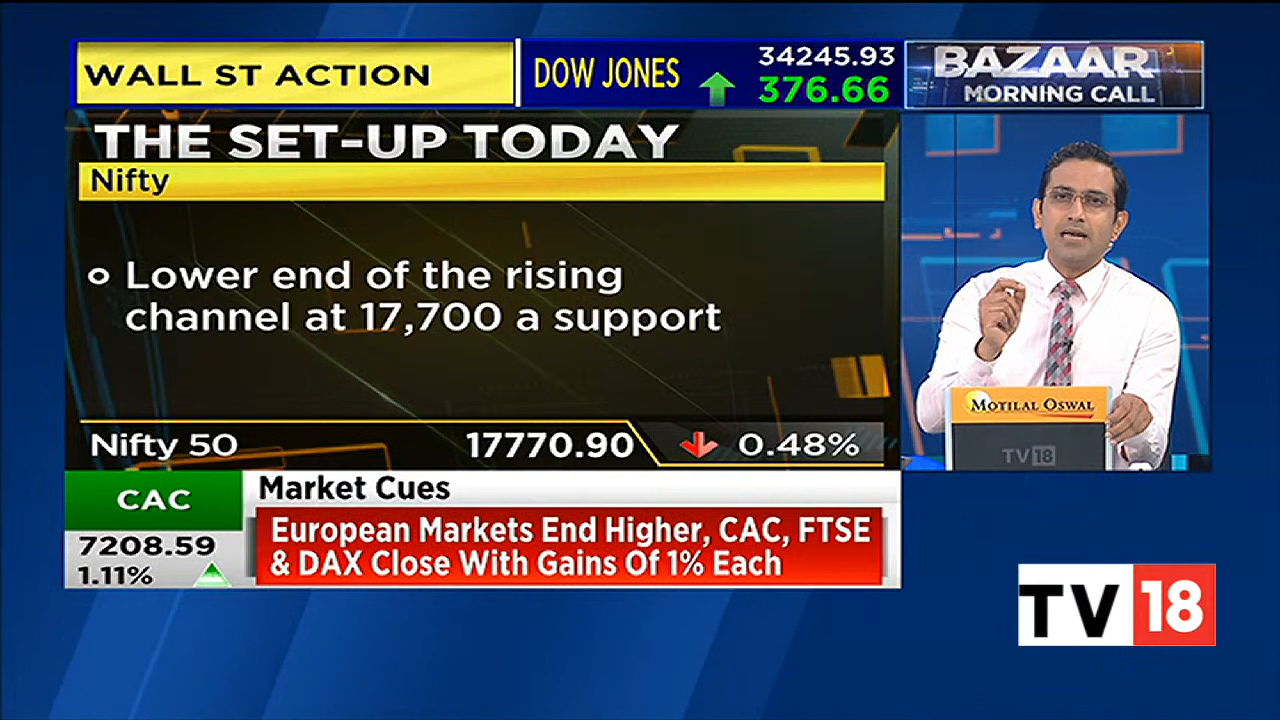 WALL ST ACTION
DOW JONES
34245.93
376.66
BAZAAR
MORNING CALL
THE SET-UP TODAY
Nifty
Lower end of the rising
channel at 17,700 a support
Nifty 50
17770.90
0.48%
MOTILAL OSWAL
TV18
CAC
7208.59
1.11%
Market Cues
European Markets End Higher, CAC, FTSE
& DAX Close With Gains Of 1% Each
TV18